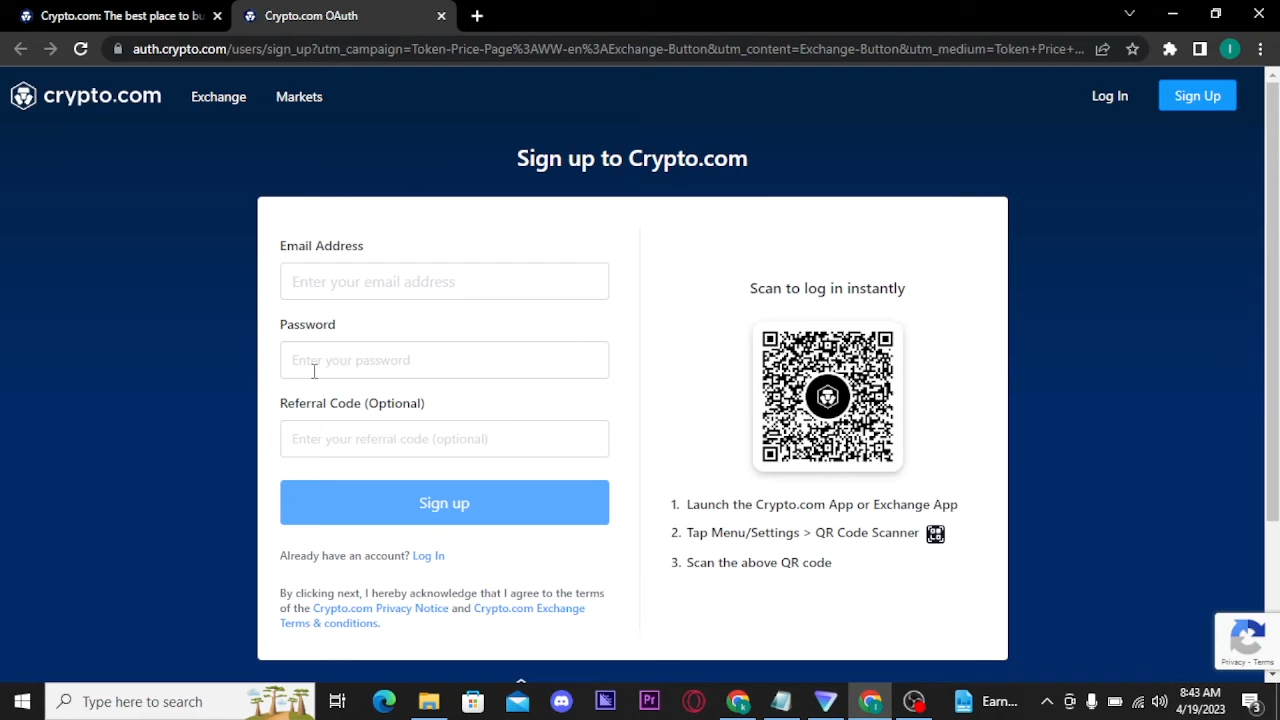 Crypto.com: The best place to bu
Crypto.com OAuth
auth.crypto.com/users/sign_up?utm_campaign=Token-Price-Page%3AWW-en%3AExchange-Button&utm_content=Exchange-Button&utm_medium=Token+Price+...
I
crypto.com Exchange Markets Log In Sign Up
Sign up to Crypto.com
Email Address
Enter your email address
Password
Enter your password
Referral Code (Optional)
Enter your referral code (optional)
Sign up
Already have an account? Log In
By clicking next, I hereby acknowledge that I agree to the terms
of the Crypto.com Privacy Notice and Crypto.com Exchange
Terms & conditions.
Scan to log in instantly
1. Launch the Crypto.com App or Exchange App
2. Tap Menu/Settings > QR Code Scanner
3. Scan the above QR code
Privacy - Terms
Type here to search
Pr
Earn...
8:43 AM
4/19/2023
3